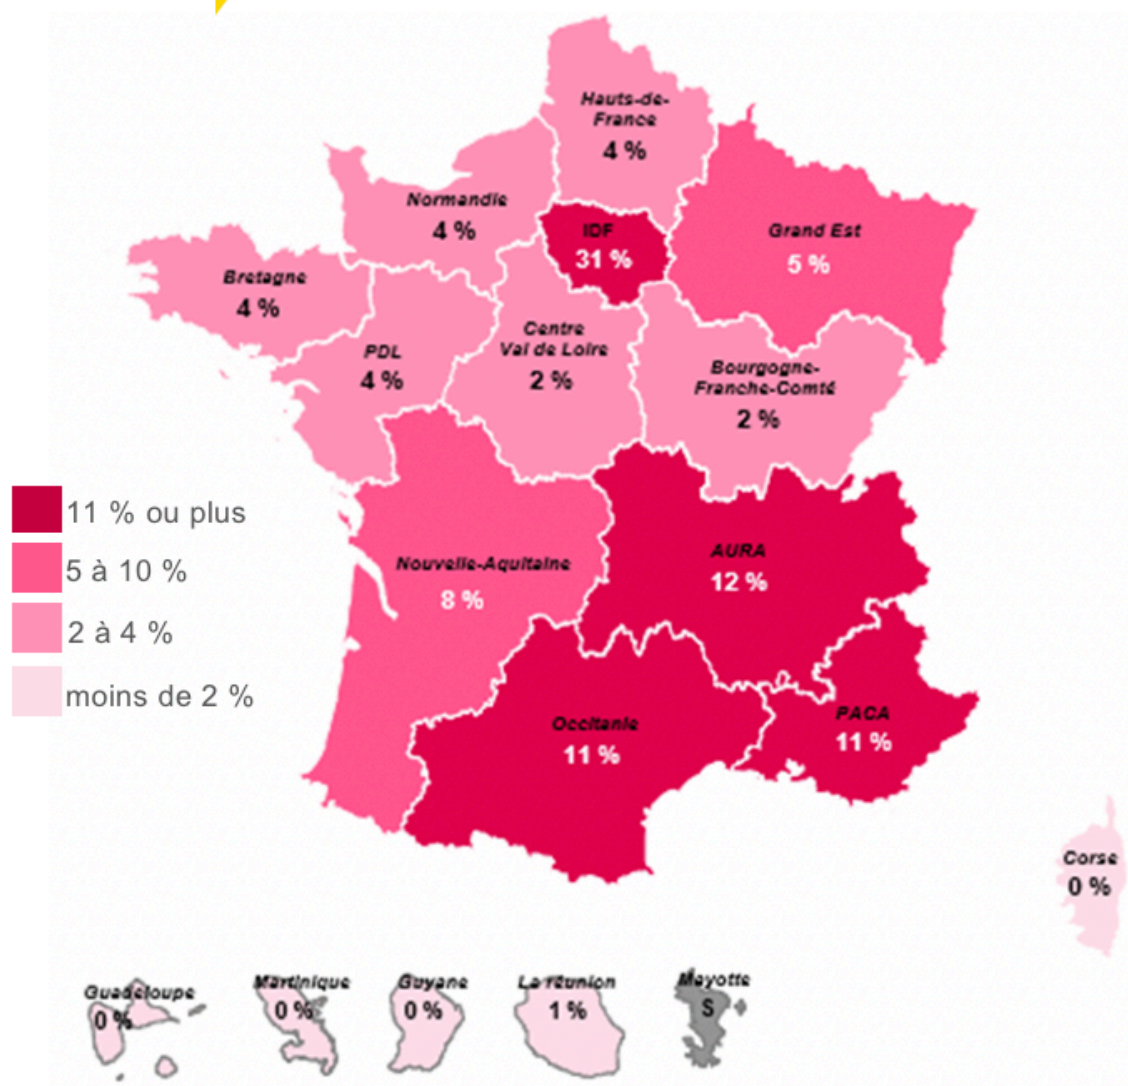 Hauts-de-
France
4 %
Normandie
4 %
IDF
31 %
Grand Est
5 %
Bretagne
4 %
PDL
4 %
Centre
Val de Loire
2 %
Bourgogne-
Franche-Comté
2 %
11 % ou plus
5 à 10 %
2 à 4 %
moins de 2 %
Nouvelle-Aquitaine
8 %
AURA
12 %
Occitanie
11 %
PACA
11 %
Corse
0 %
Guadeloupe
0 %
Martinique
0 %
Guyane
0 %
La réunion
1 %
Mayotte
S